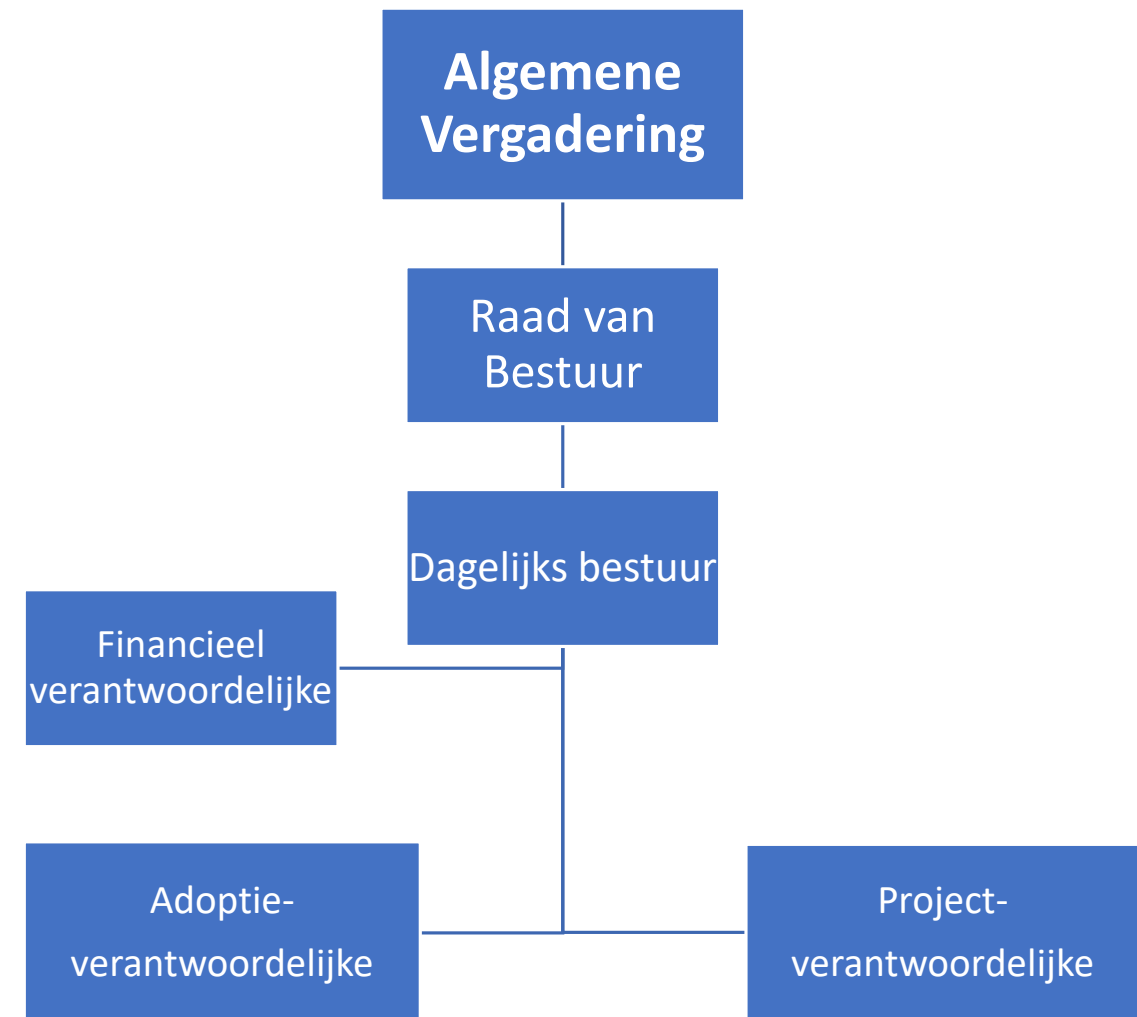 Algemene
Vergadering
Raad van
Bestuur
Dagelijks bestuur
Financieel
verantwoordelijke
Adoptie-
verantwoordelijke
Project-
verantwoordelijke